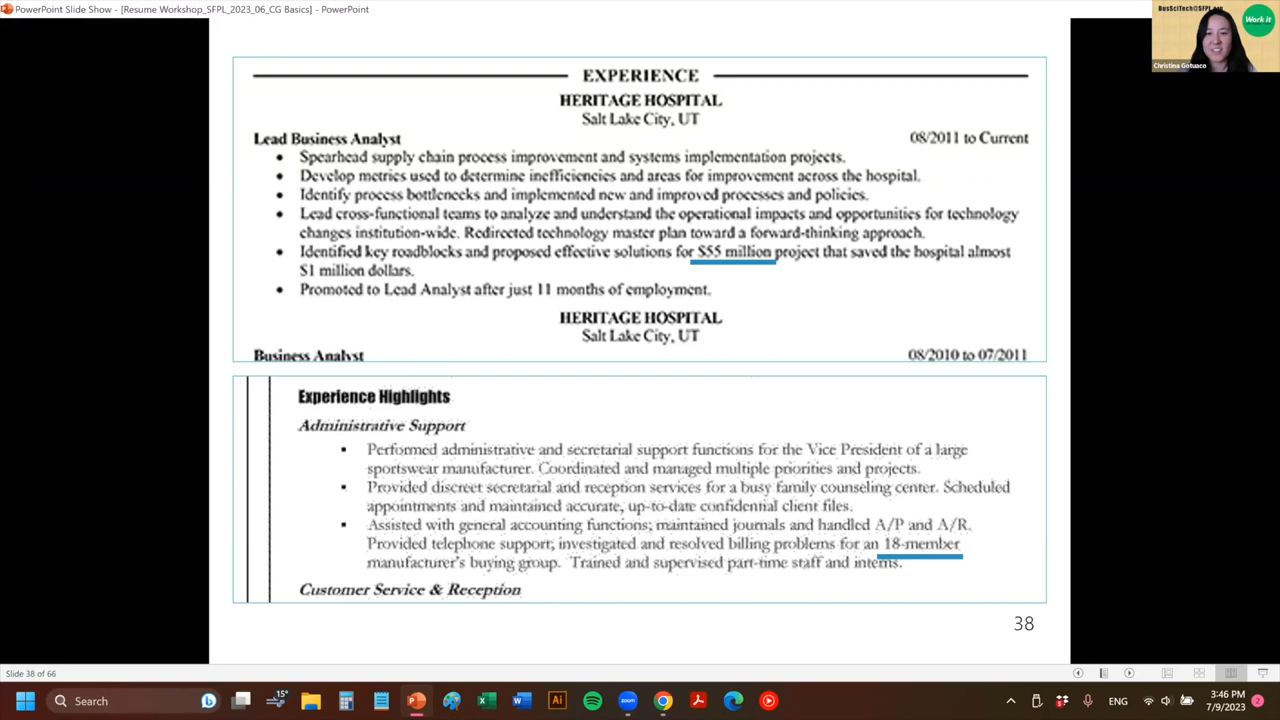 PowerPoint Slide Show - [Resume Workshop_SFPL_2023_06_CG Basics] - PowerPoint
BusSciTech@SFPL.org
Work it
Christina Gotuaco
EXPERIENCE
HERITAGE HOSPITAL
Salt Lake City, UT
Lead Business Analyst 08/2011 to Current
• Spearhead supply chain process improvement and systems implementation projects.
• Develop metrics used to determine inefficiencies and areas for improvement across the hospital.
• Identify process bottlenecks and implemented new and improved processes and policies.
• Lead cross-functional teams to analyze and understand the operational impacts and opportunities for technology
changes institution-wide. Redirected technology master plan toward a forward-thinking approach.
• Identified key roadblocks and proposed effective solutions for $55 million project that saved the hospital almost
$1 million dollars.
• Promoted to Lead Analyst after just 11 months of employment.
HERITAGE HOSPITAL
Salt Lake City, UT
Business Analyst 08/2010 to 07/2011
Experience Highlights
Administrative Support
▪ Performed administrative and secretarial support functions for the Vice President of a large
sportswear manufacturer. Coordinated and managed multiple priorities and projects.
▪ Provided discreet secretarial and reception services for a busy family counseling center. Scheduled
appointments and maintained accurate, up-to-date confidential client files.
▪ Assisted with general accounting functions; maintained journals and handled A/P and A/R.
Provided telephone support; investigated and resolved billing problems for an 18-member
manufacturer's buying group. Trained and supervised part-time staff and interns.
Customer Service & Reception
38
Slide 38 of 66
Search
15°
Ai
zoom
ENG
3:46 PM
7/9/2023
2